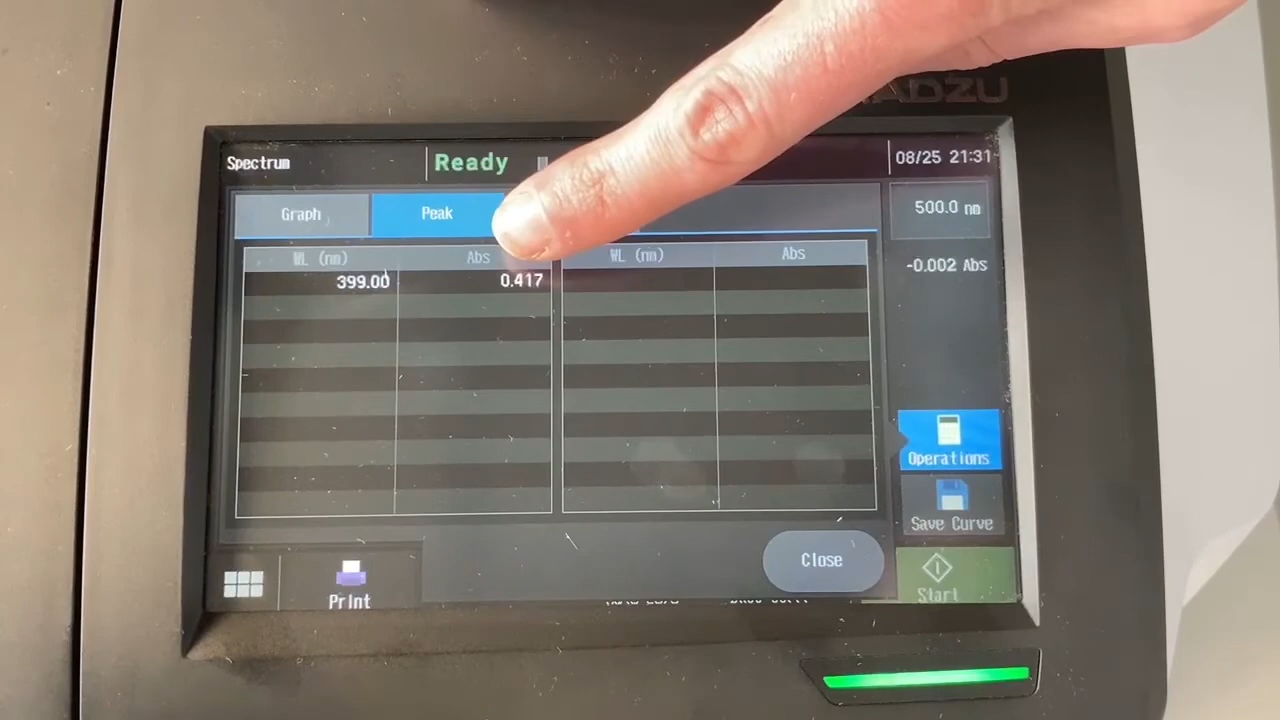 Spectrum
Ready
08/25 21:31
Graph
Peak
500.0 nm
-0.002 Abs
WL (nm)
Abs
WL (nm)
Abs
399.00
0.417
Operations
Save Curve
Close
Print
Start